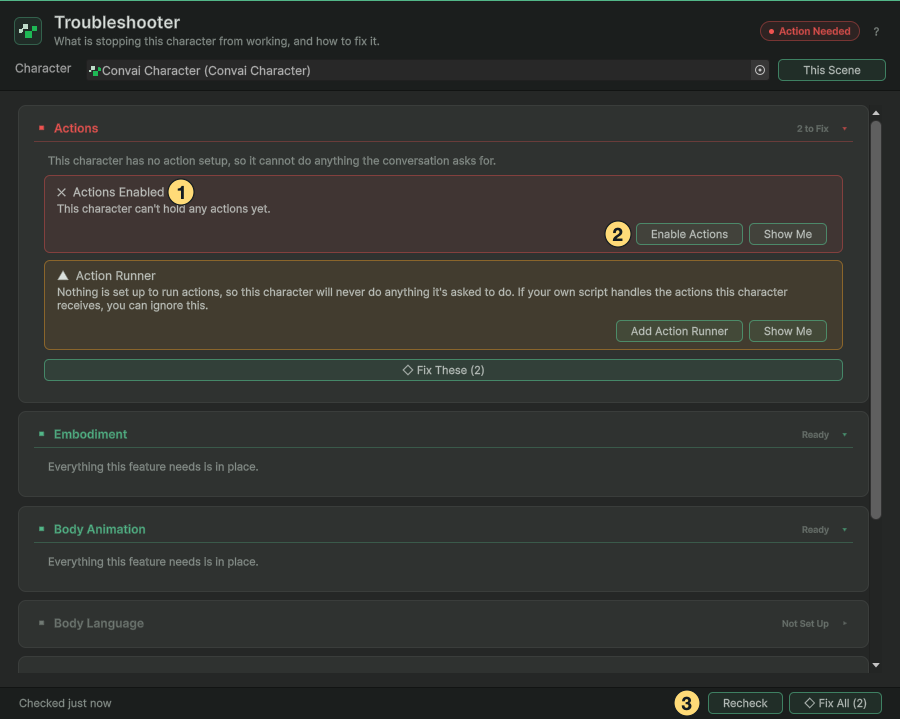 Troubleshooter
What is stopping this character from working, and how to fix it.
Action Needed
?
Character
Convai Character (Convai Character)
This Scene
Actions
2 to Fix
This character has no action setup, so it cannot do anything the conversation asks for.
Actions Enabled
1
This character can't hold any actions yet.
2
Enable Actions
Show Me
Action Runner
Nothing is set up to run actions, so this character will never do anything it's asked to do. If your own script handles the actions this character
receives, you can ignore this.
Add Action Runner
Show Me
Fix These (2)
Embodiment
Ready
Everything this feature needs is in place.
Body Animation
Ready
Everything this feature needs is in place.
Body Language
Not Set Up
Checked just now
3
Recheck
Fix All (2)